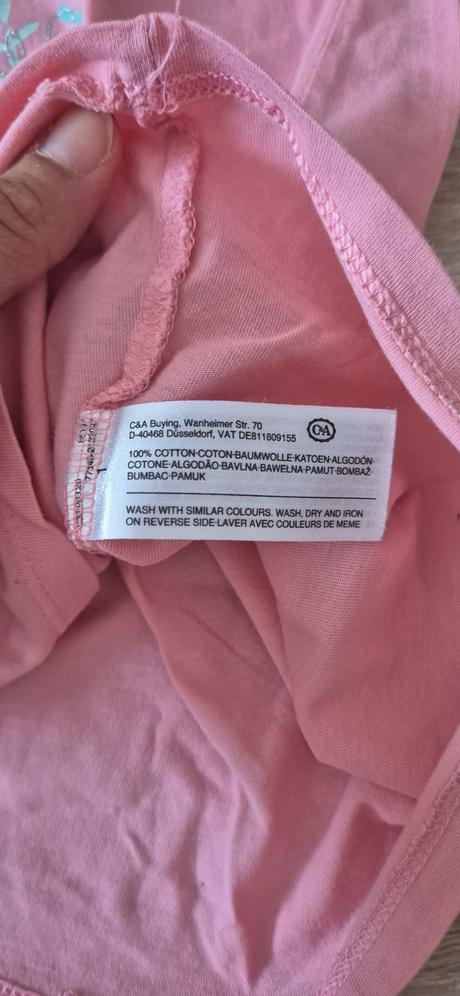 C&A Buying, Wanheimer Str. 70
D-40468 Düsseldorf, VAT DE811809155
C&A
100% COTTON·COTON·BAUMWOLLE·KATOEN·ALGODÓN·
COTONE·ALGODÃO·BAVLNA·BAWEŁNA·PAMUT·BOMBAŽ·
BUMBAC·PAMUK
WASH WITH SIMILAR COLOURS. WASH, DRY AND IRON
ON REVERSE SIDE·LAVER AVEC COULEURS DE MEME
1